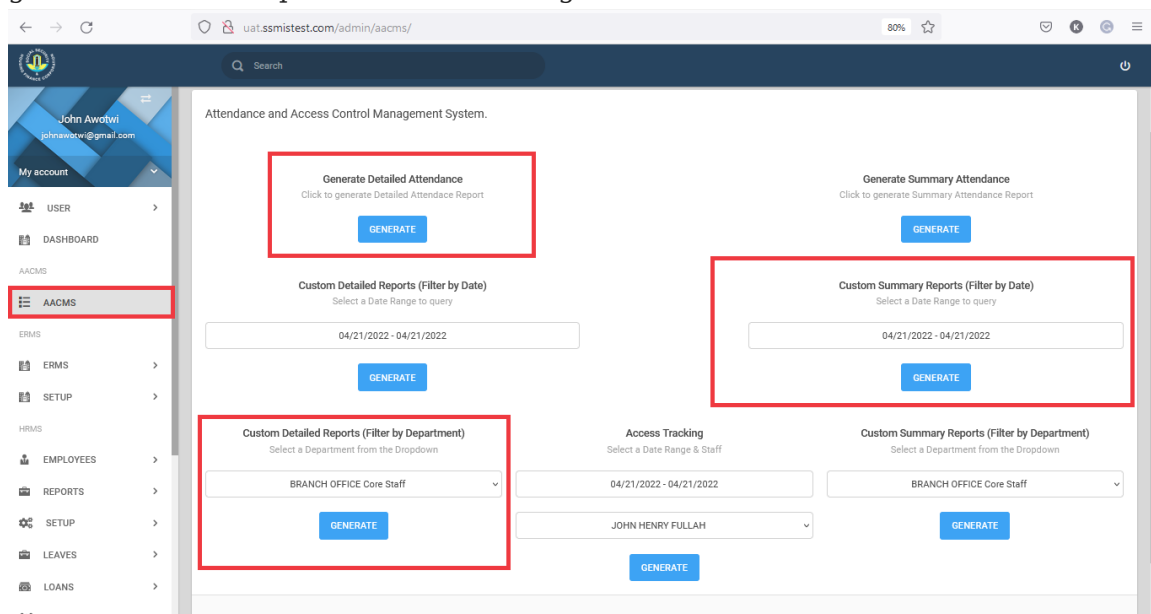 uat.ssmistest.com/admin/aacms/
80%
K
Search
John Awotwi
johnawotwi@gmail.com
My account
USER
DASHBOARD
AACMS
AACMS
ERMS
ERMS
SETUP
HRMS
EMPLOYEES
REPORTS
SETUP
LEAVES
LOANS
Attendance and Access Control Management System.
Generate Detailed Attendance
Click to generate Detailed Attendace Report
GENERATE
Generate Summary Attendance
Click to generate Summary Attendance Report
GENERATE
Custom Detailed Reports (Filter by Date)
Select a Date Range to query
04/21/2022 - 04/21/2022
GENERATE
Custom Summary Reports (Filter by Date)
Select a Date Range to query
04/21/2022 - 04/21/2022
GENERATE
Custom Detailed Reports (Filter by Department)
Select a Department from the Dropdown
BRANCH OFFICE Core Staff
GENERATE
Access Tracking
Select a Date Range & Staff
04/21/2022 - 04/21/2022
JOHN HENRY FULLAH
GENERATE
Custom Summary Reports (Filter by Department)
Select a Department from the Dropdown
BRANCH OFFICE Core Staff
GENERATE